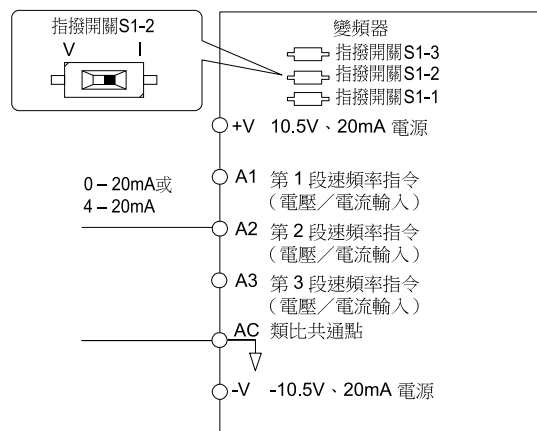 指撥開關S1-2
V I
變頻器
指撥開關S1-3
指撥開關S1-2
指撥開關S1-1
+V 10.5V、20mA 電源
0 – 20mA或
4 – 20mA
A1 第 1 段速頻率指令
（電壓／電流輸入）
A2 第 2 段速頻率指令
（電壓／電流輸入）
A3 第 3 段速頻率指令
（電壓／電流輸入）
AC 類比共通點
-V -10.5V、20mA 電源